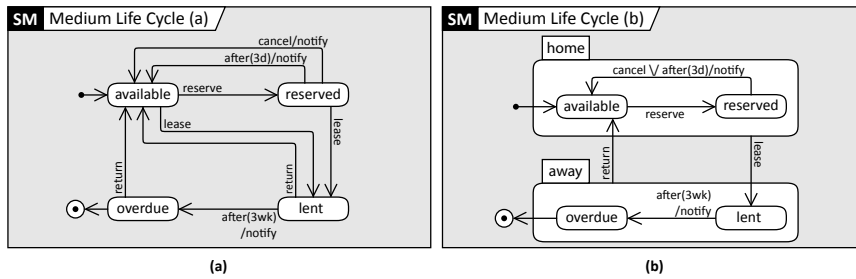 SM Medium Life Cycle (a)
cancel/notify
after(3d)/notify
available
reserve
reserved
lease
lease
return
return
overdue
after(3wk)
/notify
lent
(a)
SM Medium Life Cycle (b)
home
cancel \/ after(3d)/notify
available
reserve
reserved
return
lease
away
after(3wk)
/notify
overdue
lent
(b)